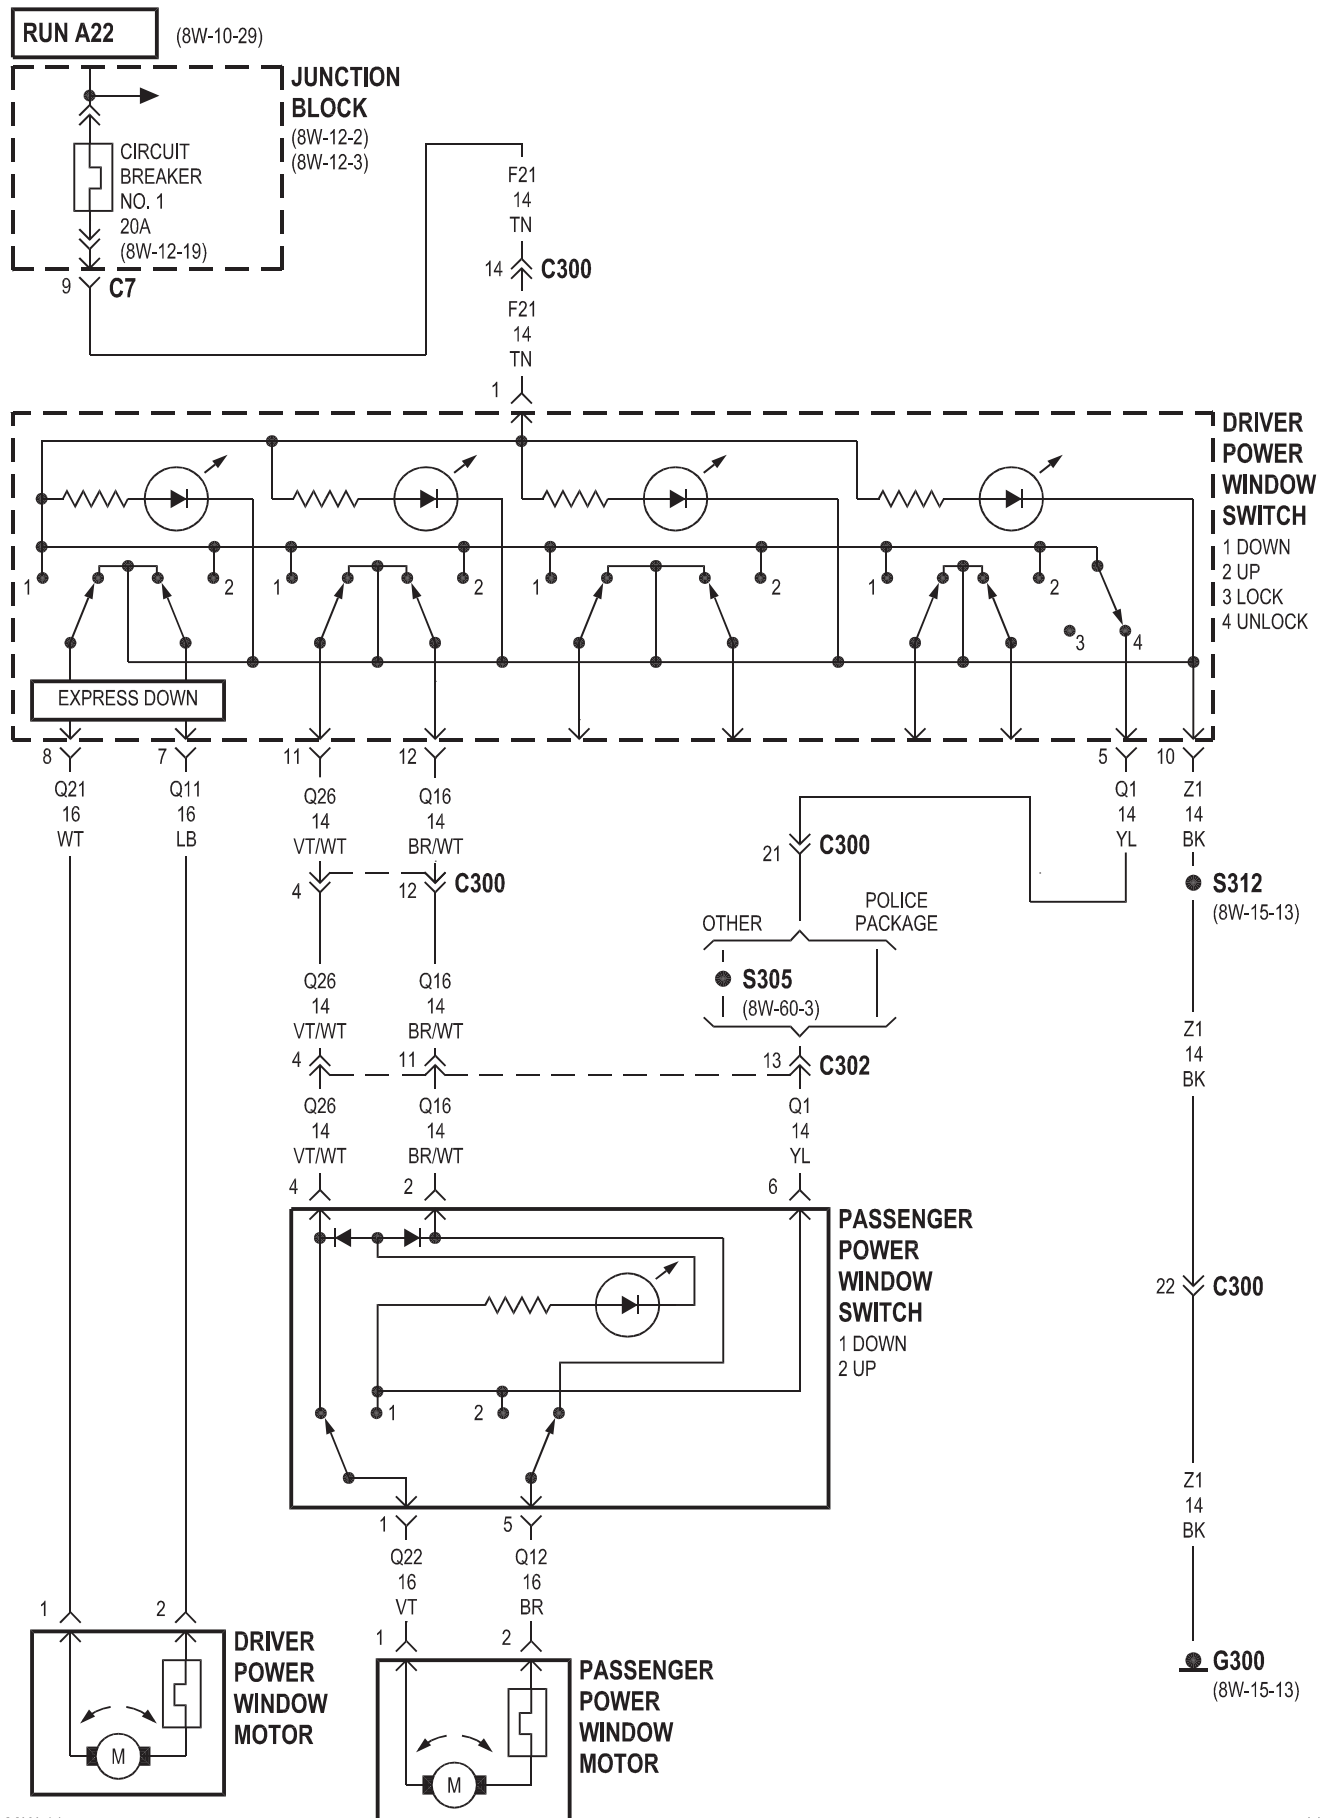 RUN A22
(8W-10-29)
JUNCTION
BLOCK
(8W-12-2)
(8W-12-3)
CIRCUIT
BREAKER
NO. 1
20A
(8W-12-19)
9
C7
F21
14
TN
14
C300
F21
14
TN
1
DRIVER
POWER
WINDOW
SWITCH
1 DOWN
2 UP
3 LOCK
4 UNLOCK
1
2
1
2
1
2
1
2
3
4
EXPRESS DOWN
8
7
11
12
5
10
Q21
16
WT
Q11
16
LB
Q26
14
VT/WT
Q16
14
BR/WT
Q1
14
YL
Z1
14
BK
4
12
C300
21
C300
S312
(8W-15-13)
OTHER
POLICE
PACKAGE
S305
(8W-60-3)
Q26
14
VT/WT
Q16
14
BR/WT
Z1
14
BK
4
11
13
C302
Q26
14
VT/WT
Q16
14
BR/WT
Q1
14
YL
4
2
6
PASSENGER
POWER
WINDOW
SWITCH
1 DOWN
2 UP
22
C300
1
2
1
5
Q22
16
VT
Q12
16
BR
Z1
14
BK
1
2
1
2
DRIVER
POWER
WINDOW
MOTOR
M
PASSENGER
POWER
WINDOW
MOTOR
M
G300
(8W-15-13)